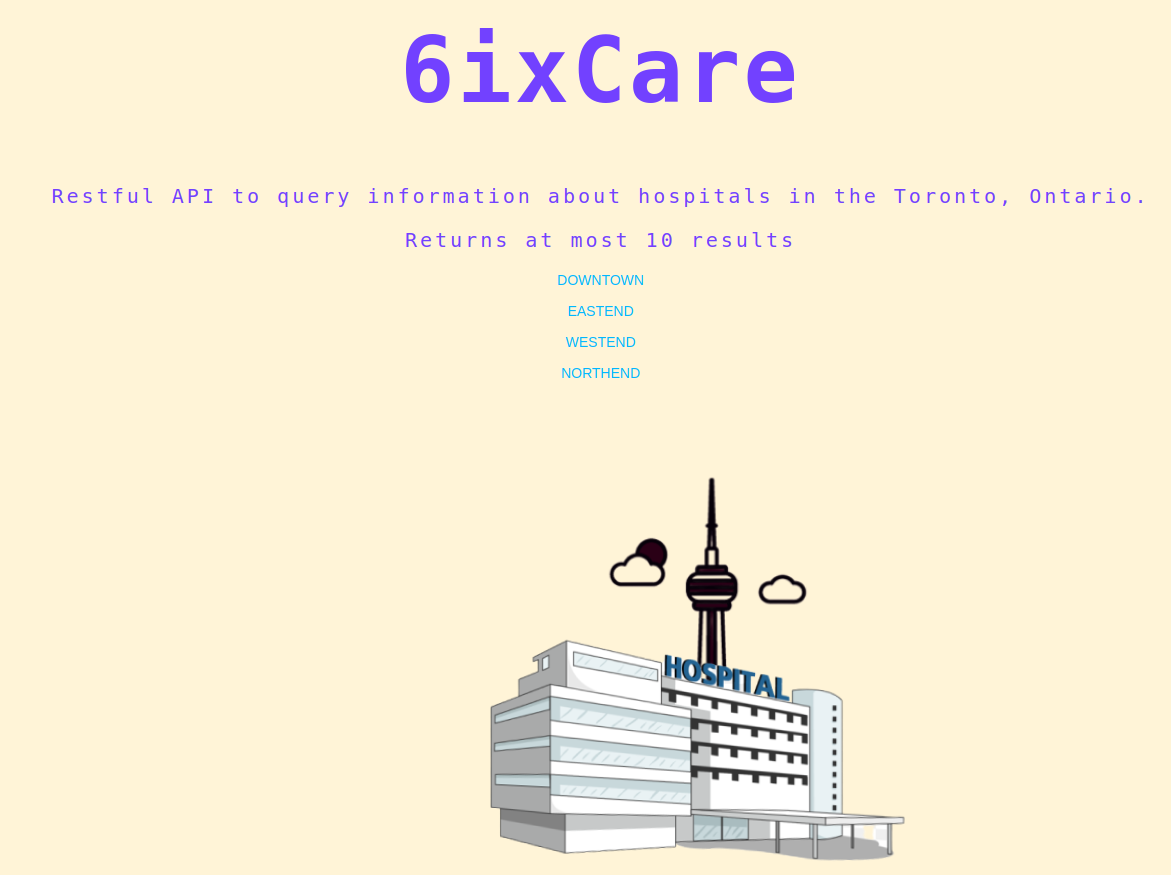 6ixCare
Restful API to query information about hospitals in the Toronto, Ontario.
Returns at most 10 results
DOWNTOWN
EASTEND
WESTEND
NORTHEND
HOSPITAL